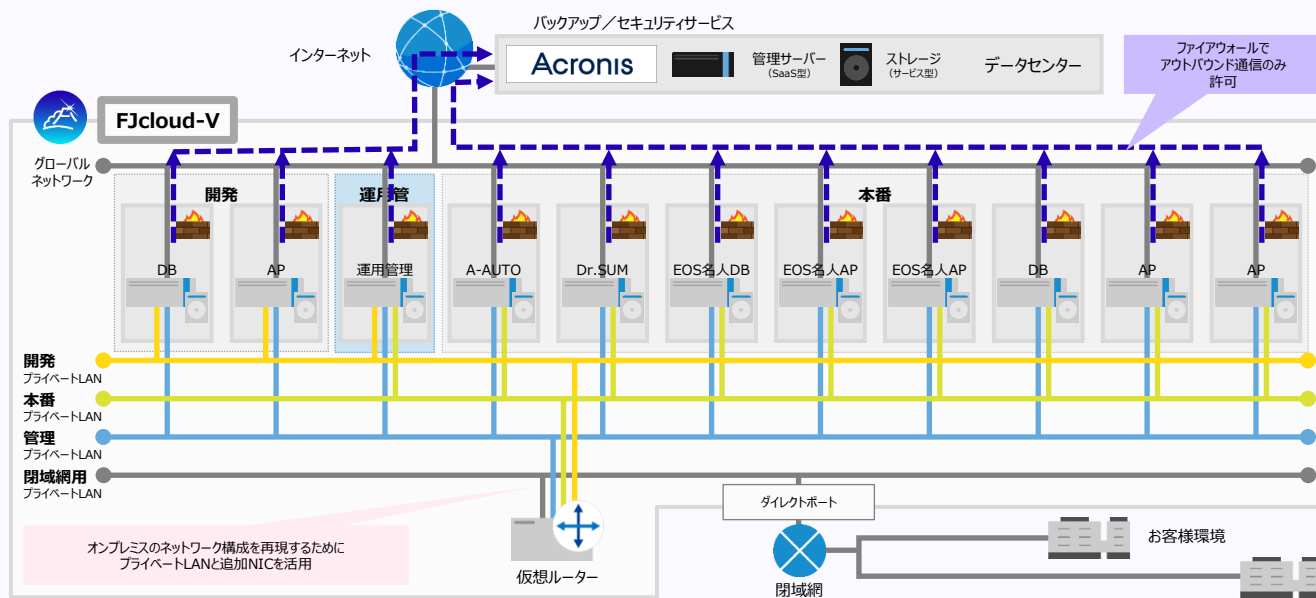 バックアップ／セキュリティサービス
インターネット
Acronis
管理サーバー
（SaaS型）
ストレージ
（サービス型）
データセンター
ファイアウォールで
アウトバウンド通信のみ
許可
FJcloud-V
グローバル
ネットワーク
開発
運用管
本番
DB
AP
運用管理
A-AUTO
Dr.SUM
EOS名人DB
EOS名人AP
EOS名人AP
DB
AP
AP
開発
プライベートLAN
本番
プライベートLAN
管理
プライベートLAN
閉域網用
プライベートLAN
ダイレクトポート
オンプレミスのネットワーク構成を再現するために
プライベートLANと追加NICを活用
仮想ルーター
閉域網
お客様環境